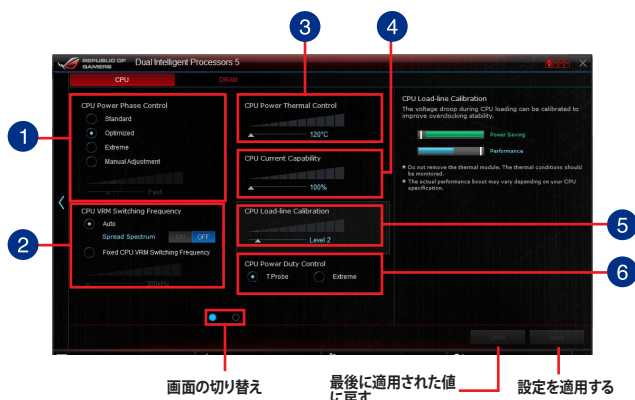 3
4
REPUBLIC OF GAMERS Dual Intelligent Processors 5
CPU
DRAM
1
CPU Power Phase Control
Standard
Optimized
Extreme
Manual Adjustment
Fast
2
CPU VRM Switching Frequency
Auto
Spread Spectrum ON OFF
Fixed CPU VRM Switching Frequency
300kHz
CPU Power Thermal Control
120°C
CPU Current Capability
100%
CPU Load-line Calibration
Level 2
5
CPU Power Duty Control
T.Probe Extreme
6
CPU Load-line Calibration
The voltage droop during CPU loading can be calibrated to
improve overclocking stability.
Power Saving
Performance
* Do not remove the thermal module. The thermal conditions should
be monitored.
* The actual performance boost may vary depending on your CPU
specification.
画面の切り替え
最後に適用された値
に戻す
設定を適用する